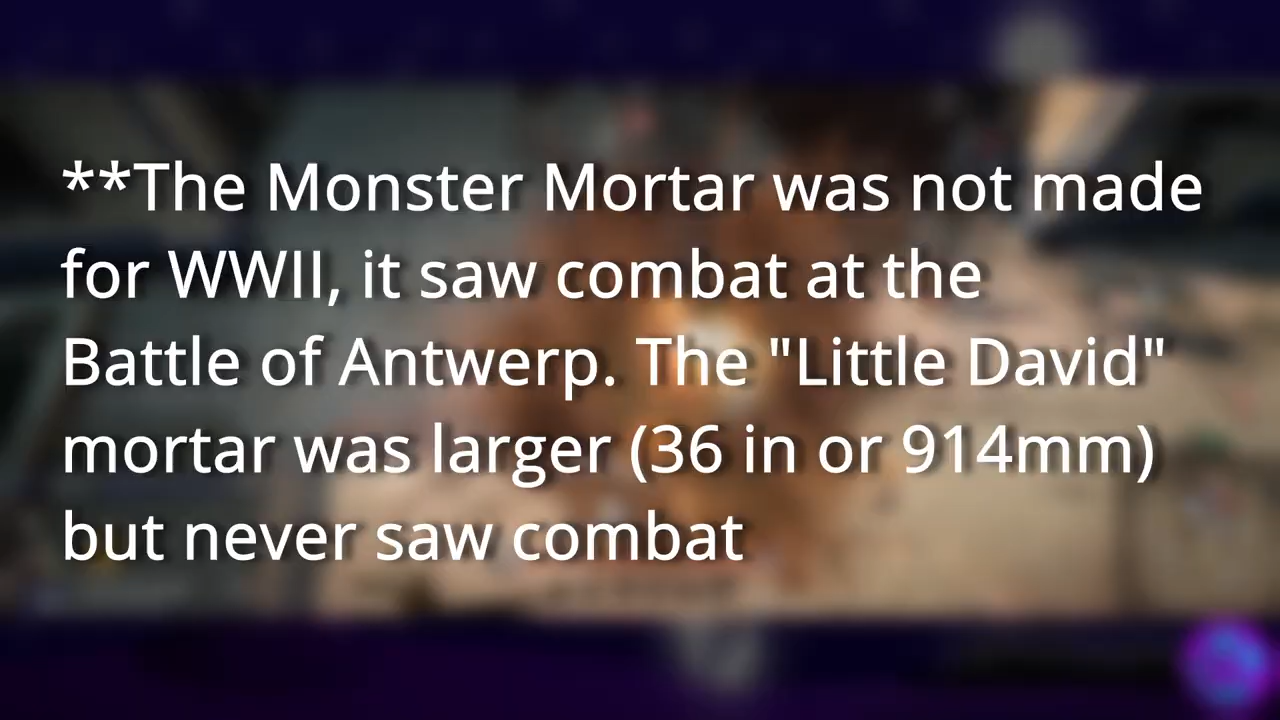 **The Monster Mortar was not made
for WWII, it saw combat at the
Battle of Antwerp. The "Little David"
mortar was larger (36 in or 914mm)
but never saw combat